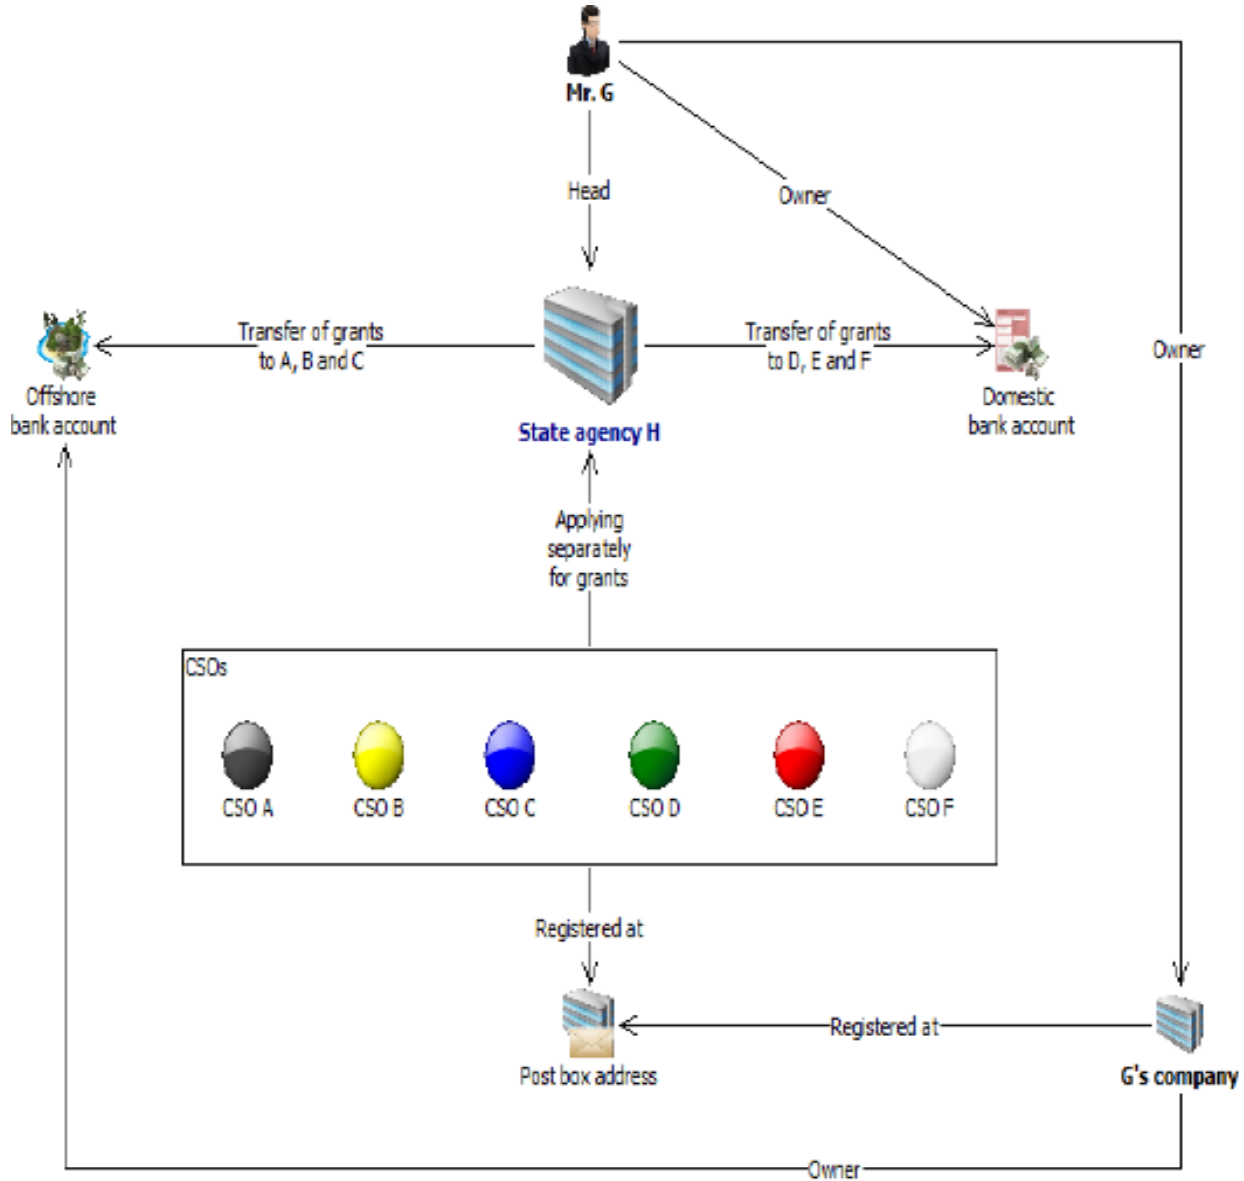 Mr. G
Head
Owner
Owner
Transfer of grants
to A, B and C
Transfer of grants
to D, E and F
Offshore
bank account
State agency H
Domestic
bank account
Applying
separately
for grants
CSOs
CSO A
CSO B
CSO C
CSO D
CSO E
CSO F
Registered at
Registered at
Post box address
G's company
Owner